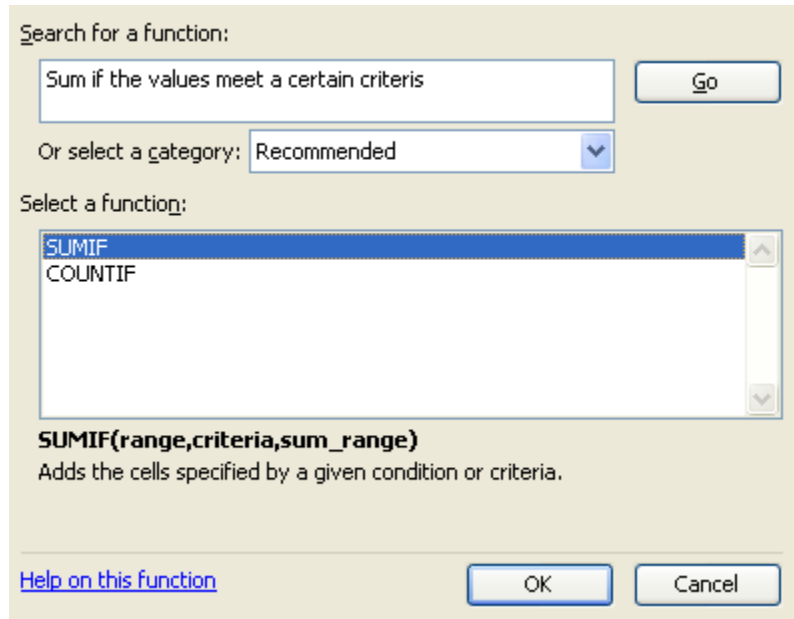 Search for a function:
Sum if the values meet a certain criteris
Go
Or select a category: Recommended
Select a function:
SUMIF
COUNTIF
SUMIF(range,criteria,sum_range)
Adds the cells specified by a given condition or criteria.
Help on this function
OK
Cancel